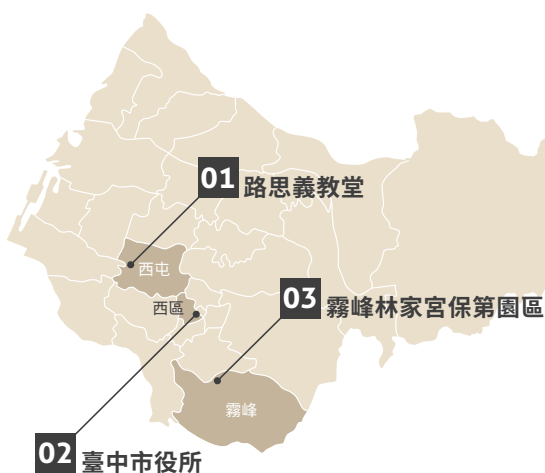 01 路思義教堂
西屯
西區
03 霧峰林家宮保第園區
霧峰
02 臺中市役所